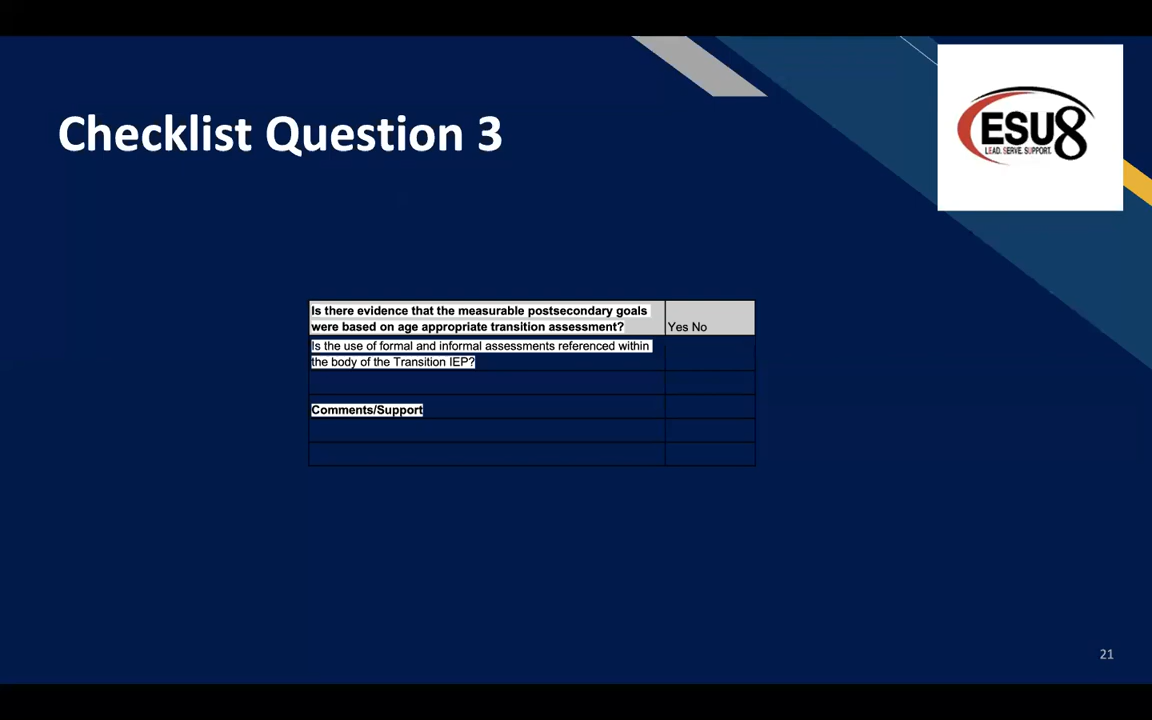 Checklist Question 3
ESU8
LEAD. SERVE. SUPPORT.
Is there evidence that the measurable postsecondary goals
were based on age appropriate transition assessment?
Yes No
Is the use of formal and informal assessments referenced within
the body of the Transition IEP?
Comments/Support
21